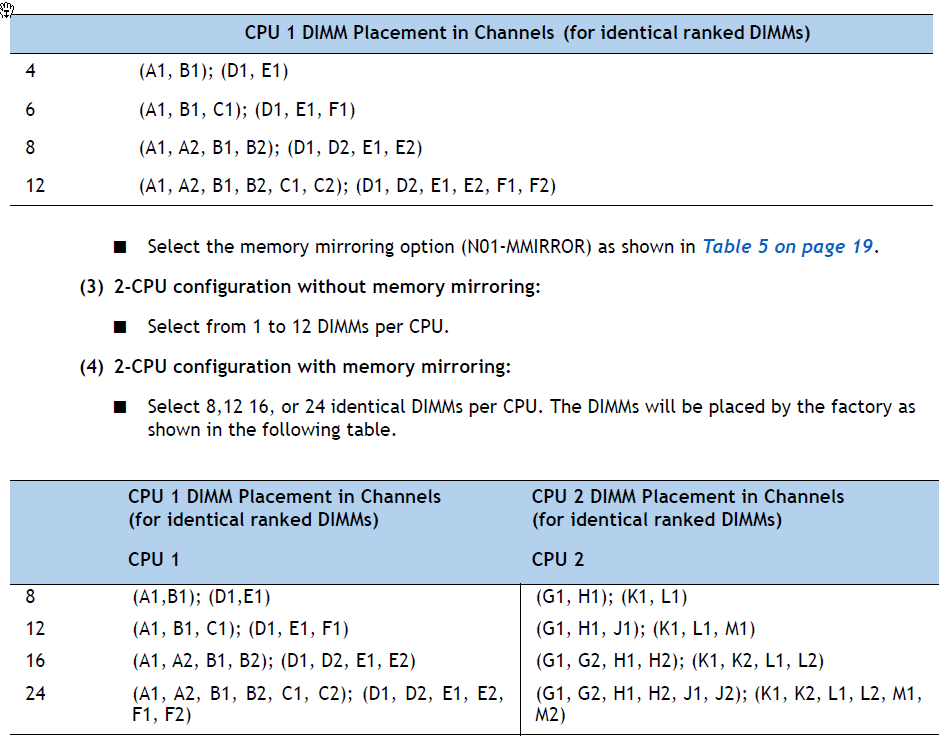 CPU 1 DIMM Placement in Channels (for identical ranked DIMMs)
4 (A1, B1); (D1, E1)
6 (A1, B1, C1); (D1, E1, F1)
8 (A1, A2, B1, B2); (D1, D2, E1, E2)
12 (A1, A2, B1, B2, C1, C2); (D1, D2, E1, E2, F1, F2)
■ Select the memory mirroring option (N01-MMIRROR) as shown in Table 5 on page 19.
(3) 2-CPU configuration without memory mirroring:
■ Select from 1 to 12 DIMMs per CPU.
(4) 2-CPU configuration with memory mirroring:
■ Select 8,12 16, or 24 identical DIMMs per CPU. The DIMMs will be placed by the factory as
shown in the following table.
CPU 1 DIMM Placement in Channels CPU 2 DIMM Placement in Channels
(for identical ranked DIMMs) (for identical ranked DIMMs)
CPU 1 CPU 2
8 (A1,B1); (D1,E1) (G1, H1); (K1, L1)
12 (A1, B1, C1); (D1, E1, F1) (G1, H1, J1); (K1, L1, M1)
16 (A1, A2, B1, B2); (D1, D2, E1, E2) (G1, G2, H1, H2); (K1, K2, L1, L2)
24 (A1, A2, B1, B2, C1, C2); (D1, D2, E1, E2, (G1, G2, H1, H2, J1, J2); (K1, K2, L1, L2, M1,
F1, F2) M2)